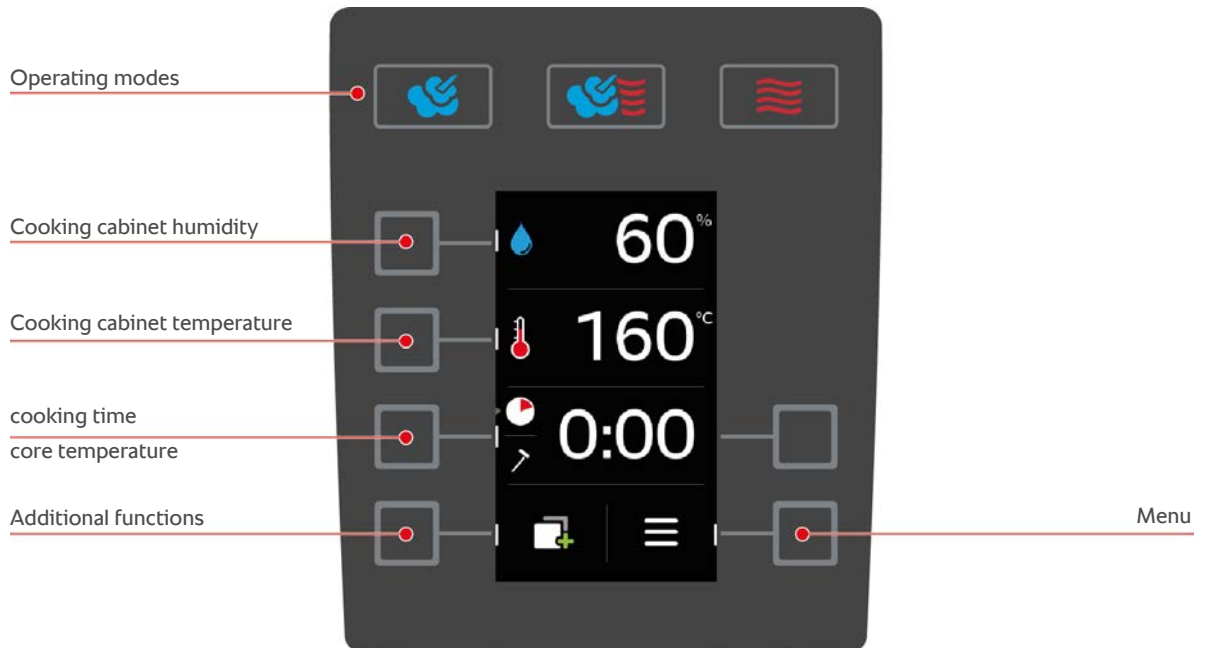 Operating modes
Cooking cabinet humidity
60%
Cooking cabinet temperature
160°C
cooking time
core temperature
0:00
Additional functions
Menu